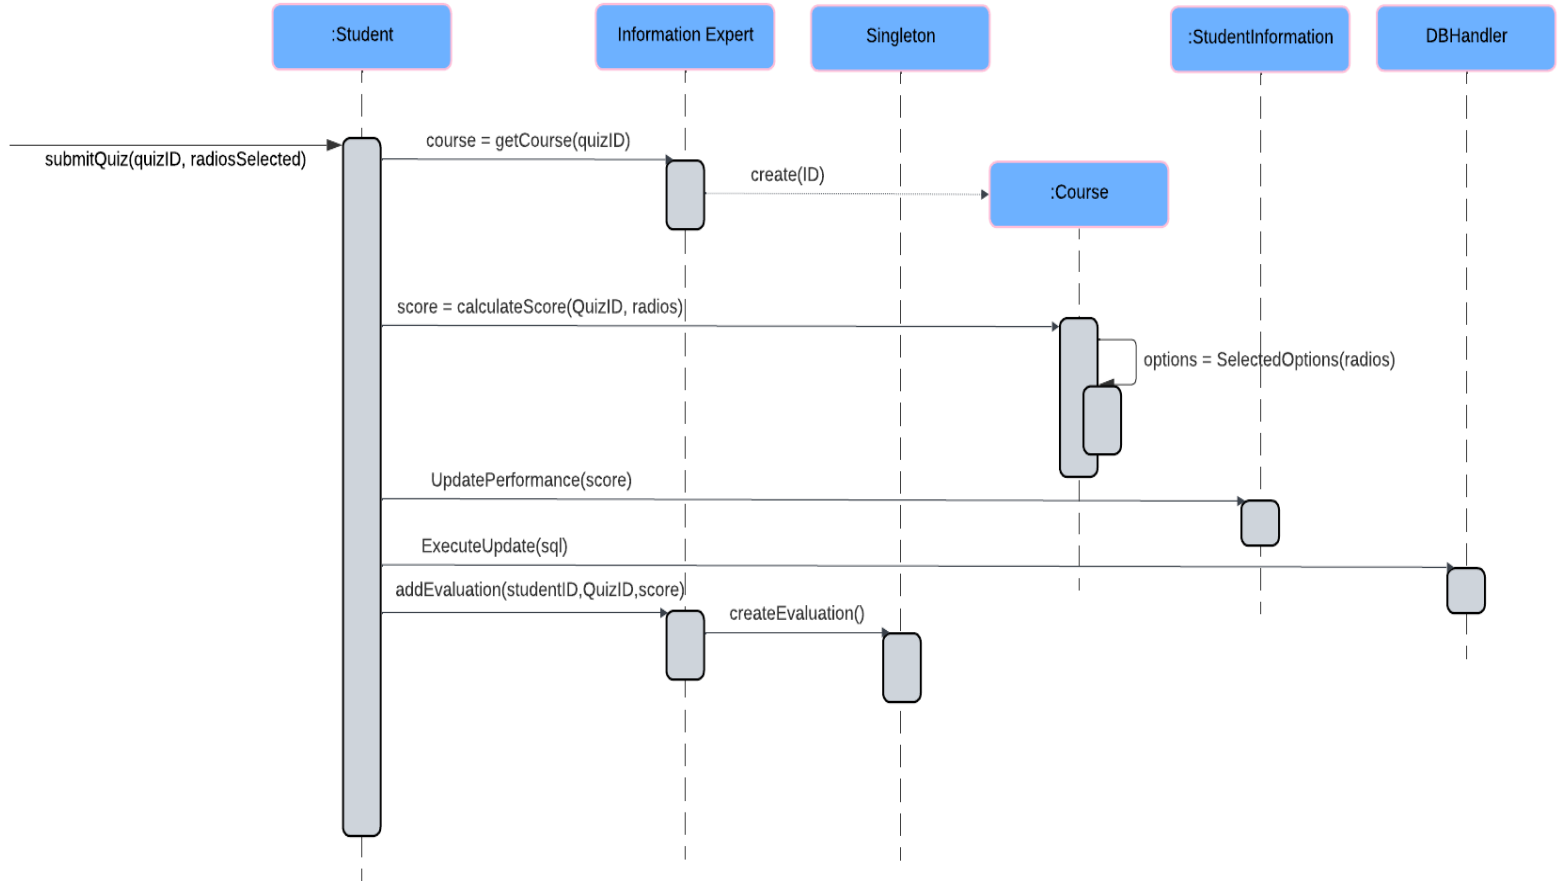 :Student
Information Expert
Singleton
:StudentInformation
DBHandler
submitQuiz(quizID, radiosSelected)
course = getCourse(quizID)
create(ID)
:Course
score = calculateScore(QuizID, radios)
options = SelectedOptions(radios)
UpdatePerformance(score)
ExecuteUpdate(sql)
addEvaluation(studentID,QuizID,score)
createEvaluation()